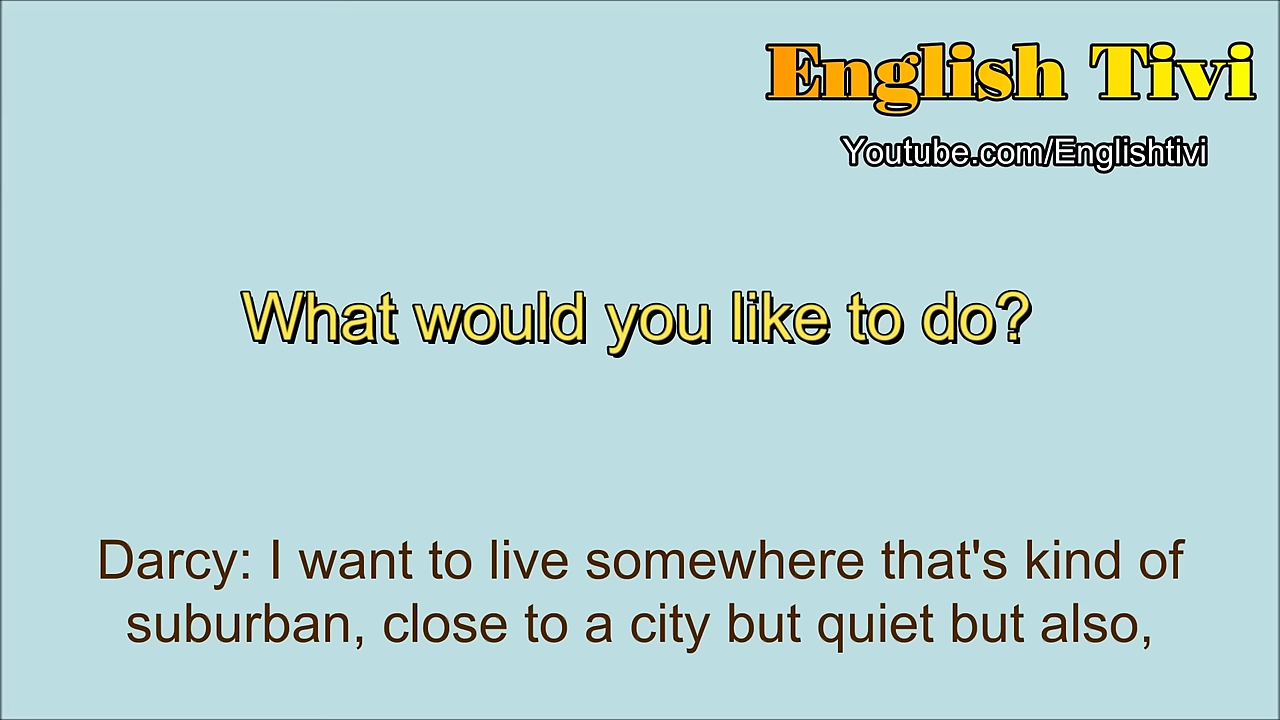 English Tivi
Youtube.com/Englishtivi
What would you like to do?
Darcy: I want to live somewhere that's kind of
suburban, close to a city but quiet but also,